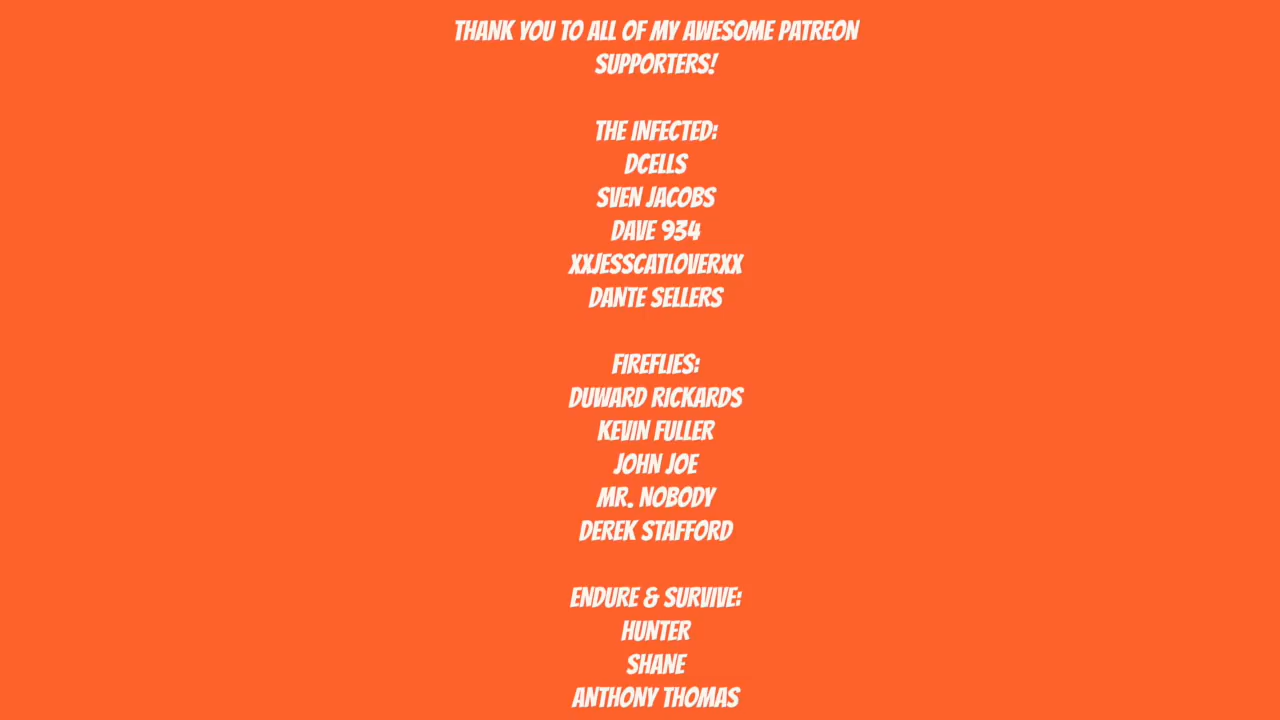 THANK YOU TO ALL OF MY AWESOME PATREON
SUPPORTERS!
THE INFECTED:
DCELLS
SVEN JACOBS
DAVE 934
XXJESSCATLOVERXX
DANTE SELLERS
FIREFLIES:
DUWARD RICKARDS
KEVIN FULLER
JOHN JOE
MR. NOBODY
DEREK STAFFORD
ENDURE & SURVIVE:
HUNTER
SHANE
ANTHONY THOMAS